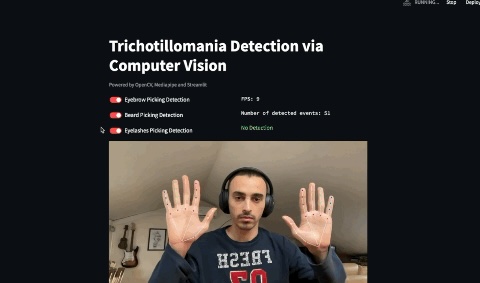 RUNNING... Stop Deploy
Trichotillomania Detection via
Computer Vision
Powered by OpenCV, Mediapipe and Streamlit
Eyebrow Picking Detection
Beard Picking Detection
Eyelashes Picking Detection
FPS: 9
Number of detected events: 51
No Detection
FRESH